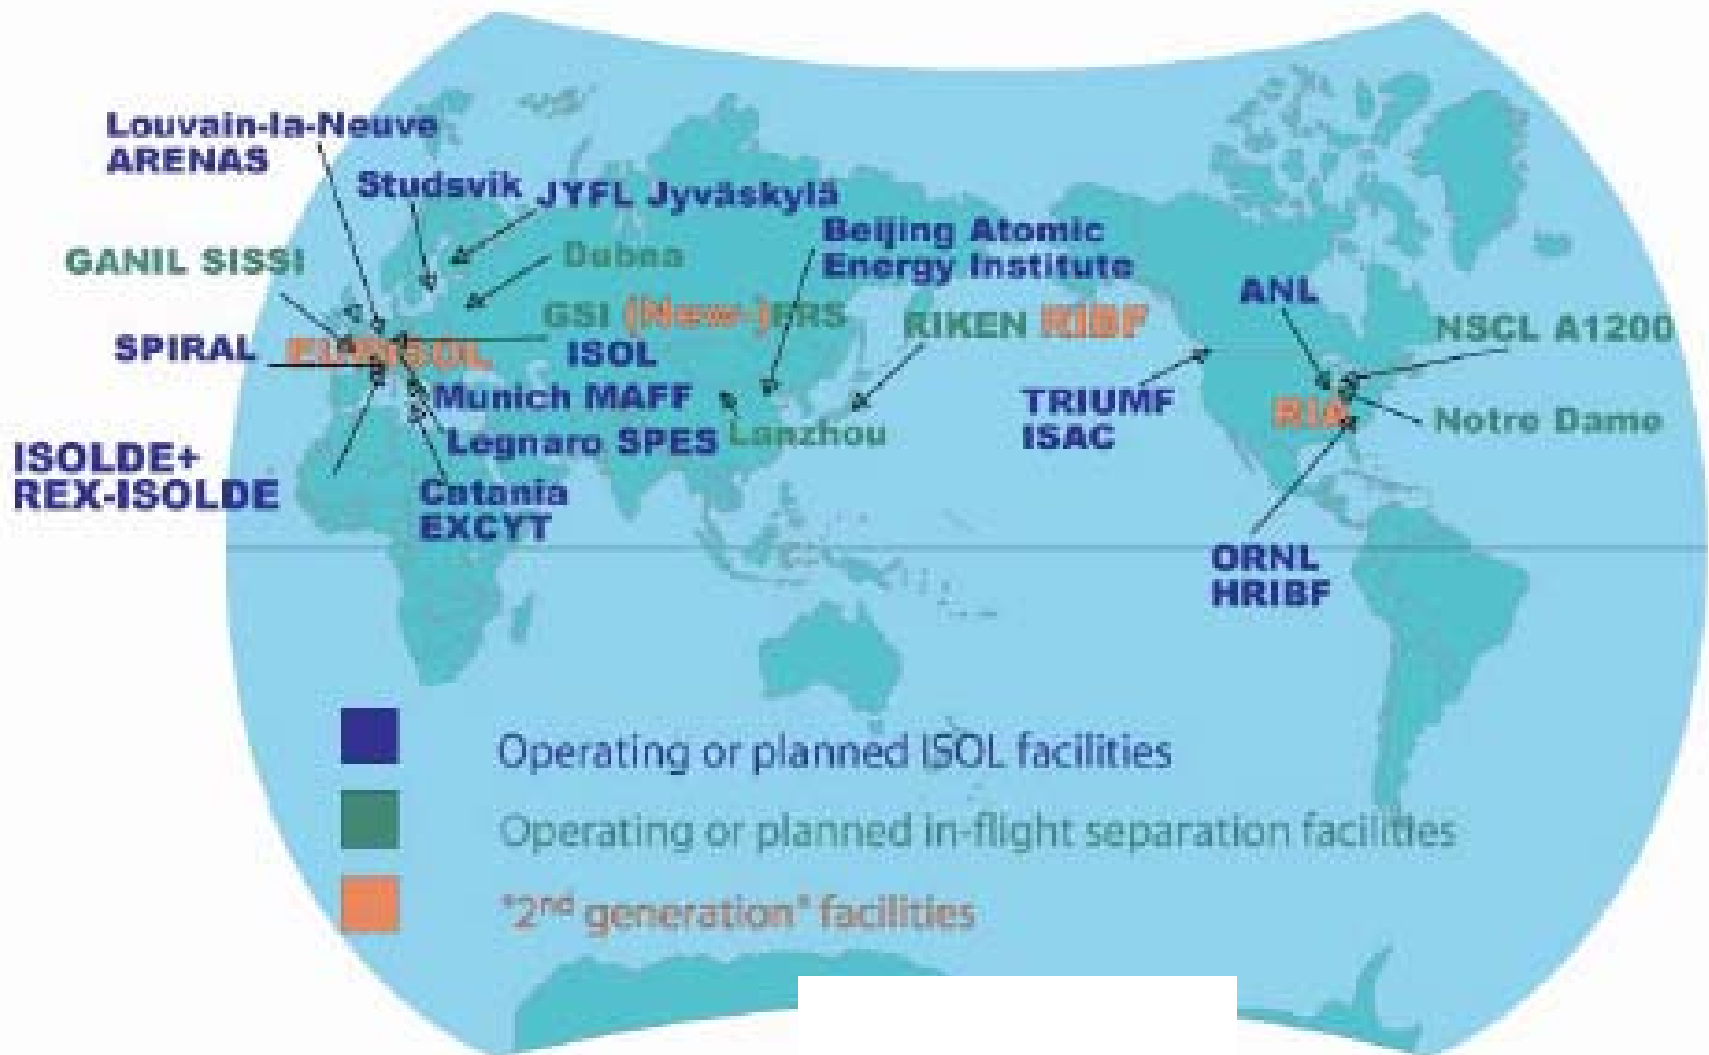 Louvain-la-Neuve
ARENAS
Studsvik
JYFL Jyväskylä
Beijing Atomic
Energy Institute
GANIL SISSI
Dubna
ANL
GSI (New-)FRS
RIKEN RIBF
NSCL A1200
SPIRAL
EURISOL
ISOL
Munich MAFF
TRIUMF
ISAC
RIA
Notre Dame
Legnaro SPES
Lanzhou
ISOLDE+
REX-ISOLDE
Catania
EXCYT
ORNL
HRIBF
Operating or planned ISOL facilities
Operating or planned in-flight separation facilities
"2nd generation" facilities